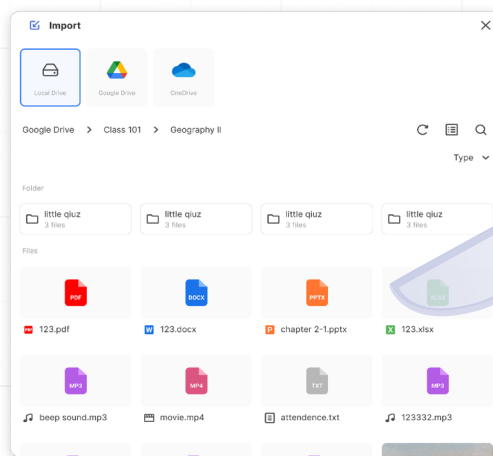 Import
Local Drive
Google Drive
OneDrive
Google Drive > Class 101 > Geography II
Type
Folder
little qiuz
3 files
little qiuz
3 files
little qiuz
3 files
little qiuz
3 files
Files
PDF
DOCX
PPTX
XLSX
PDF 123.pdf
W 123.docx
P chapter 2-1.pptx
X 123.xlsx
MP3
MP4
TXT
MP3
beep sound.mp3
movie.mp4
attendence.txt
123332.mp3